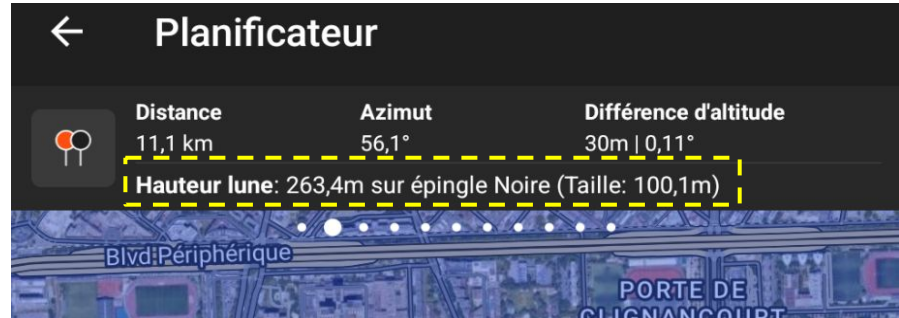 Planificateur
Distance Azimut Différence d'altitude
11,1 km 56,1° 30m | 0,11°
Hauteur lune: 263,4m sur épingle Noire (Taille: 100,1m)
Blvd Périphérique
PORTE DE
CLIGNANCOURT